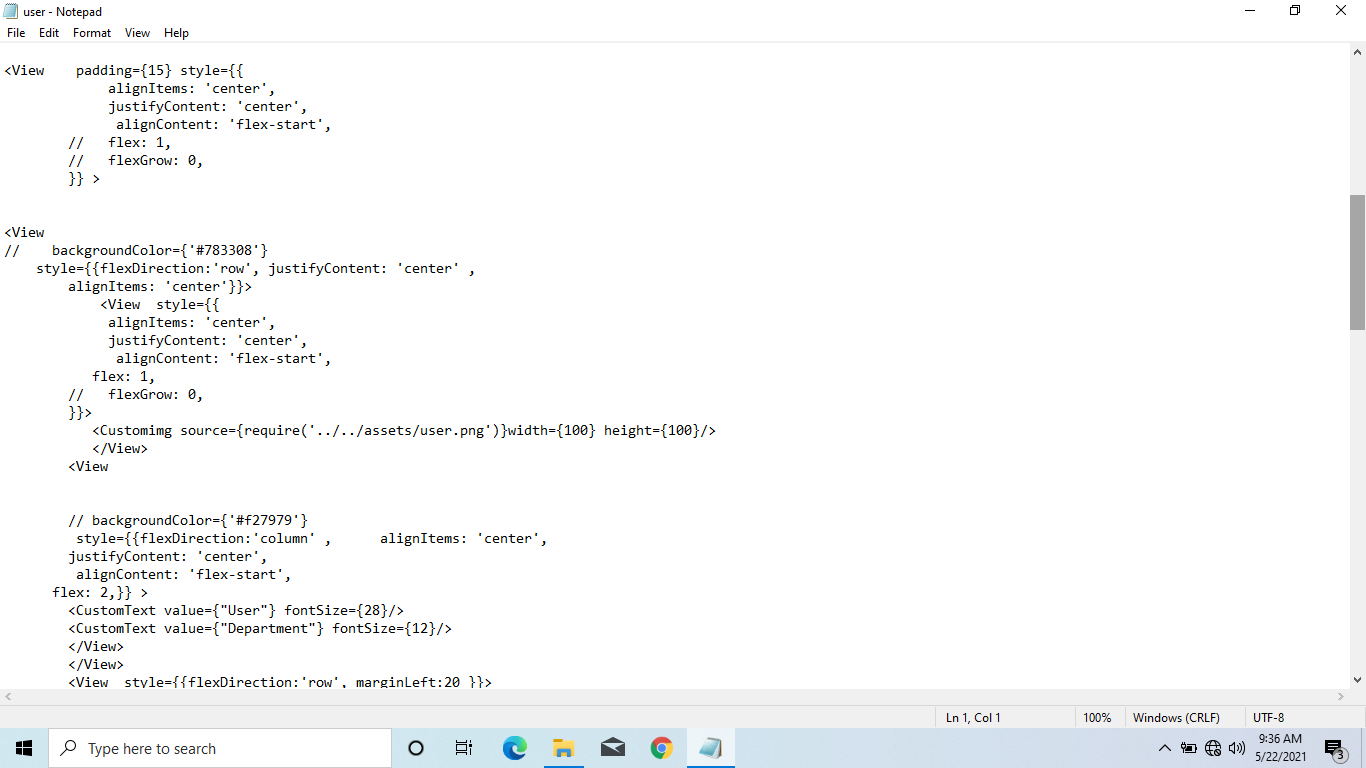 user - Notepad
File Edit Format View Help
<View    padding={15} style={{
             alignItems: 'center',
             justifyContent: 'center',
              alignContent: 'flex-start',
        //   flex: 1,
        //   flexGrow: 0,
        }} >
<View
//    backgroundColor={'#783308'}
    style={{flexDirection:'row', justifyContent: 'center' ,
        alignItems: 'center'}}>
            <View  style={{
             alignItems: 'center',
             justifyContent: 'center',
              alignContent: 'flex-start',
           flex: 1,
        //   flexGrow: 0,
        }}>
           <Customimg source={require('../../assets/user.png')}width={100} height={100}/>
           </View>
        <View
        // backgroundColor={'#f27979'}
         style={{flexDirection:'column' ,      alignItems: 'center',
        justifyContent: 'center',
         alignContent: 'flex-start',
      flex: 2,}} >
        <CustomText value={"User"} fontSize={28}/>
        <CustomText value={"Department"} fontSize={12}/>
        </View>
        </View>
        <View  style={{flexDirection:'row', marginLeft:20 }}>
Ln 1, Col 1 100% Windows (CRLF) UTF-8
Type here to search
9:36 AM
5/22/2021
3